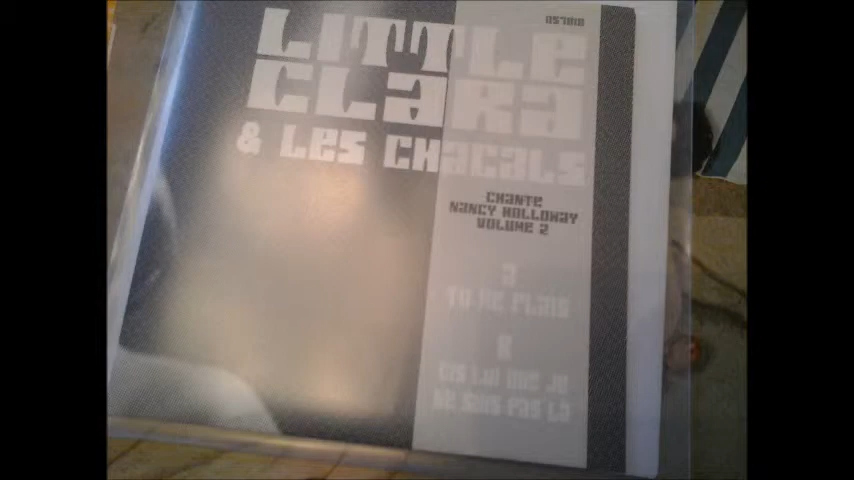 LITTLE
CLARA
& LES CHACALS
CHANTE
NANCY HOLLOWAY
VOLUME 2
A
TU ME PLAIS
B
DIS LUI QUE JE
NE SUIS PAS LA